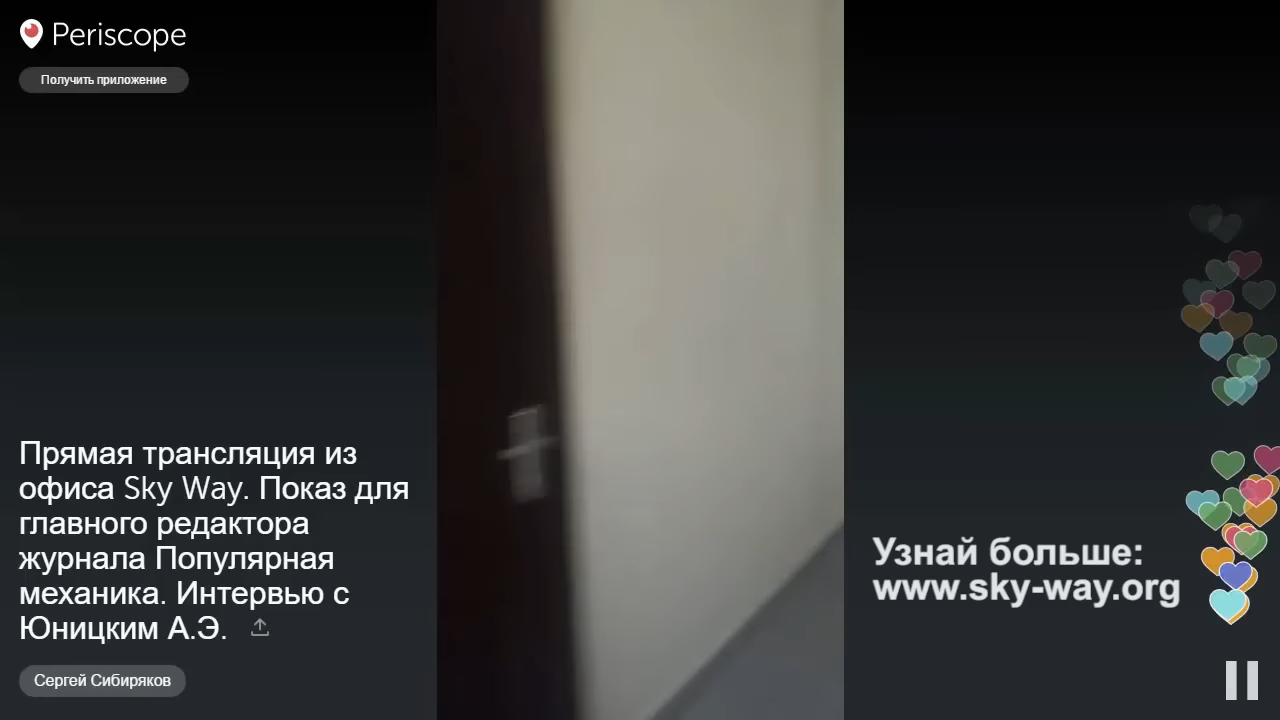 Periscope
Получить приложение
Прямая трансляция из
офиса Sky Way. Показ для
главного редактора
журнала Популярная
механика. Интервью с
Юницким А.Э.
Сергей Сибиряков
Узнай больше:
www.sky-way.org